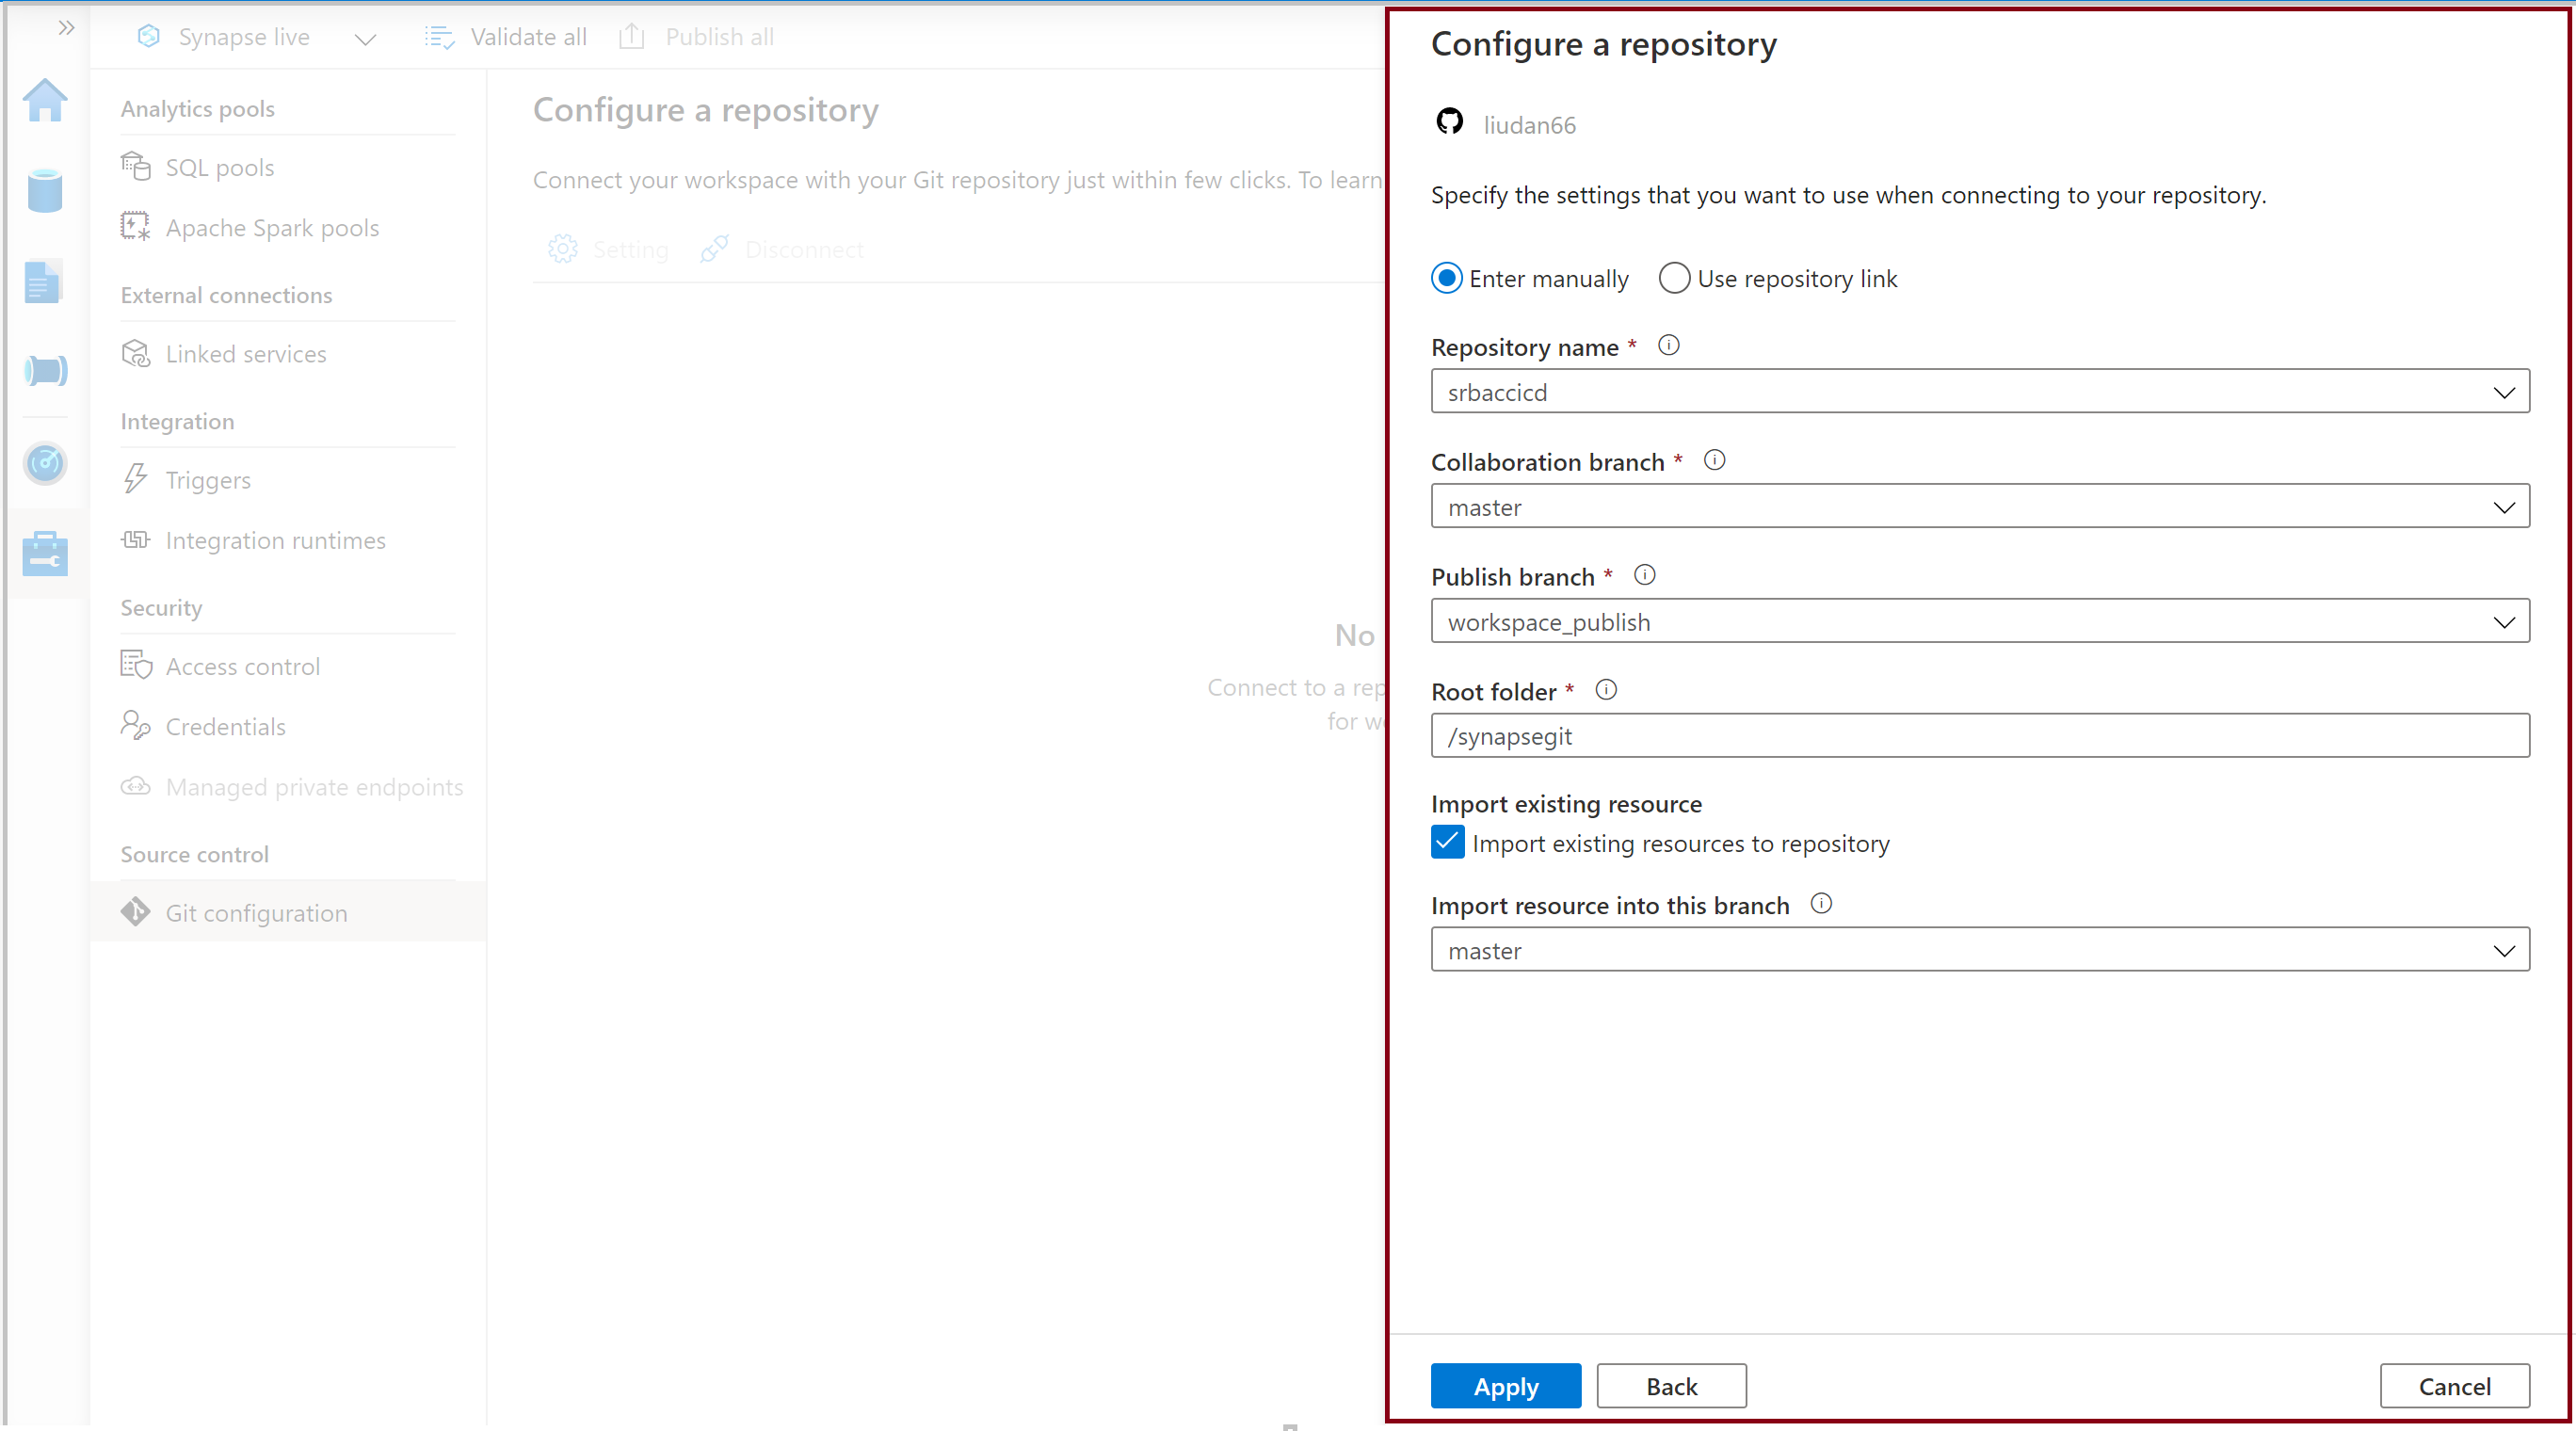 Synapse live
Validate all
Publish all
Analytics pools
SQL pools
Apache Spark pools
External connections
Linked services
Integration
Triggers
Integration runtimes
Security
Access control
Credentials
Managed private endpoints
Source control
Git configuration
Configure a repository
Connect your workspace with your Git repository just within few clicks. To learn
Setting
Disconnect
No
Connect to a rep
for w
Configure a repository
liudan66
Specify the settings that you want to use when connecting to your repository.
Enter manually
Use repository link
Repository name *
srbaccicd
Collaboration branch *
master
Publish branch *
workspace_publish
Root folder *
/synapsegit
Import existing resource
Import existing resources to repository
Import resource into this branch
master
Apply
Back
Cancel